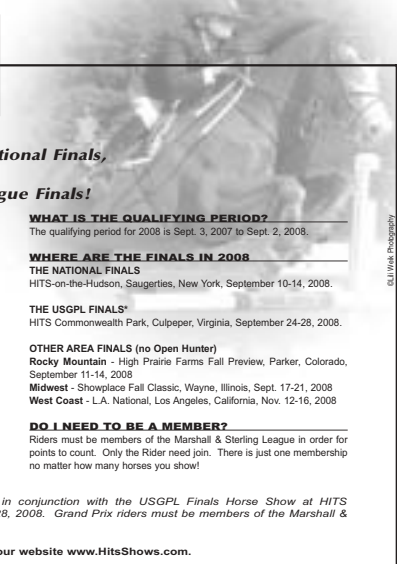 tional Finals,
gue Finals!
WHAT IS THE QUALIFYING PERIOD?
The qualifying period for 2008 is Sept. 3, 2007 to Sept. 2, 2008.
WHERE ARE THE FINALS IN 2008
THE NATIONAL FINALS
HITS-on-the-Hudson, Saugerties, New York, September 10-14, 2008.
THE USGPL FINALS*
HITS Commonwealth Park, Culpeper, Virginia, September 24-28, 2008.
OTHER AREA FINALS (no Open Hunter)
Rocky Mountain - High Prairie Farms Fall Preview, Parker, Colorado,
September 11-14, 2008
Midwest - Showplace Fall Classic, Wayne, Illinois, Sept. 17-21, 2008
West Coast - L.A. National, Los Angeles, California, Nov. 12-16, 2008
DO I NEED TO BE A MEMBER?
Riders must be members of the Marshall & Sterling League in order for
points to count. Only the Rider need join. There is just one membership
no matter how many horses you show!
in conjunction with the USGPL Finals Horse Show at HITS
8, 2008. Grand Prix riders must be members of the Marshall &
our website www.HitsShows.com.
Photography